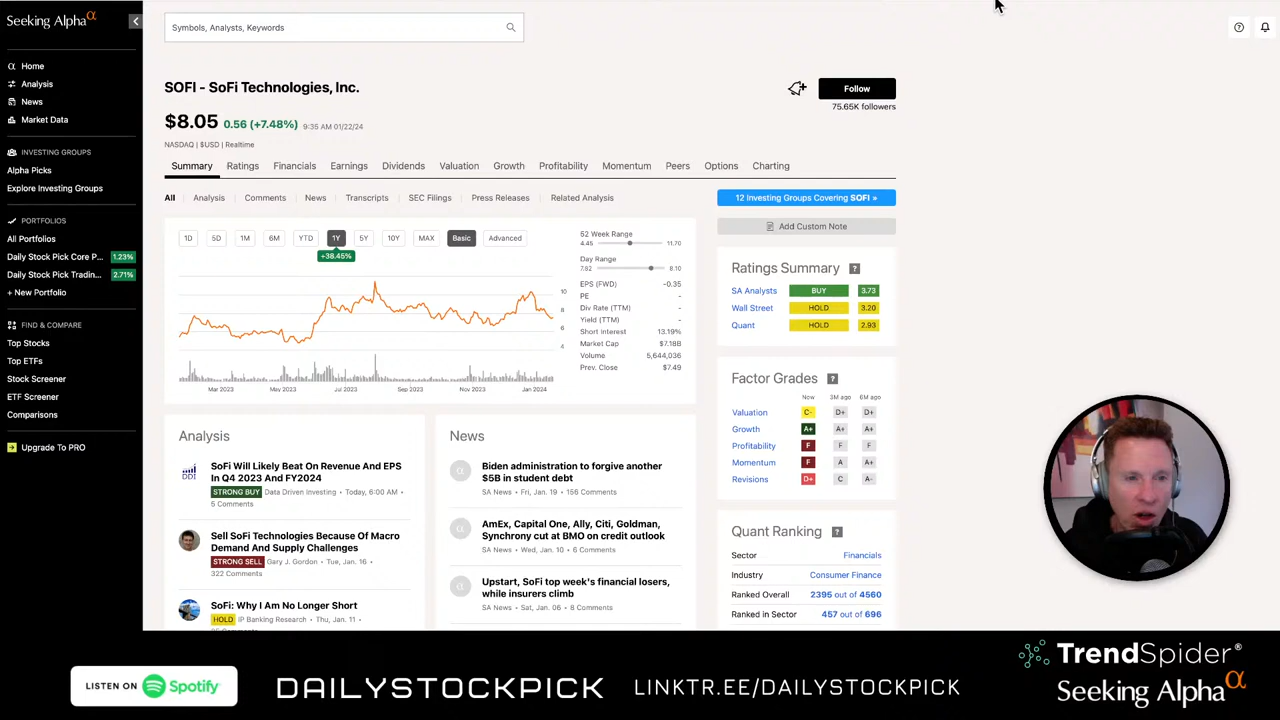 Seeking Alpha α
Symbols, Analysts, Keywords
Home
Analysis
News
Market Data
INVESTING GROUPS
Alpha Picks
Explore Investing Groups
PORTFOLIOS
All Portfolios
Daily Stock Pick Core P... 1.23%
Daily Stock Pick Tradin... 2.71%
+ New Portfolio
FIND & COMPARE
Top Stocks
Top ETFs
Stock Screener
ETF Screener
Comparisons
Upgrade To PRO
SOFI - SoFi Technologies, Inc.
Follow
75.65K followers
$8.05 0.56 (+7.48%) 9:35 AM 01/22/24
NASDAQ | $USD | Realtime
Summary Ratings Financials Earnings Dividends Valuation Growth Profitability Momentum Peers Options Charting
All Analysis Comments News Transcripts SEC Filings Press Releases Related Analysis
1D 5D 1M 6M YTD 1Y 5Y 10Y MAX Basic Advanced
+38.45%
10
8
6
4
Mar 2023 May 2023 Jul 2023 Sep 2023 Nov 2023 Jan 2024
52 Week Range
4.45 11.70
Day Range
7.82 8.10
EPS (FWD) -0.35
PE -
Div Rate (TTM) -
Yield (TTM) -
Short Interest 13.19%
Market Cap $7.18B
Volume 5,644,036
Prev. Close $7.49
12 Investing Groups Covering SOFI »
Add Custom Note
Ratings Summary ?
SA Analysts BUY 3.73
Wall Street HOLD 3.20
Quant HOLD 2.93
Factor Grades ?
Now 3M ago 6M ago
Valuation C- D+ D+
Growth A+ A+ A+
Profitability F F F
Momentum F A A+
Revisions D+ C A-
Quant Ranking ?
Sector Financials
Industry Consumer Finance
Ranked Overall 2395 out of 4560
Ranked in Sector 457 out of 696
Analysis
DDI
SoFi Will Likely Beat On Revenue And EPS
In Q4 2023 And FY2024
STRONG BUY Data Driven Investing • Today, 6:00 AM •
5 Comments
Sell SoFi Technologies Because Of Macro
Demand And Supply Challenges
STRONG SELL Gary J. Gordon • Tue, Jan. 16 •
322 Comments
SoFi: Why I Am No Longer Short
HOLD IP Banking Research • Thu, Jan. 11 •
News
Biden administration to forgive another
$5B in student debt
SA News • Fri, Jan. 19 • 156 Comments
AmEx, Capital One, Ally, Citi, Goldman,
Synchrony cut at BMO on credit outlook
SA News • Wed, Jan. 10 • 6 Comments
Upstart, SoFi top week's financial losers,
while insurers climb
SA News • Sat, Jan. 06 • 8 Comments
LISTEN ON Spotify
DAILYSTOCKPICK
LINKTR.EE/DAILYSTOCKPICK
TrendSpider®
Seeking Alpha α